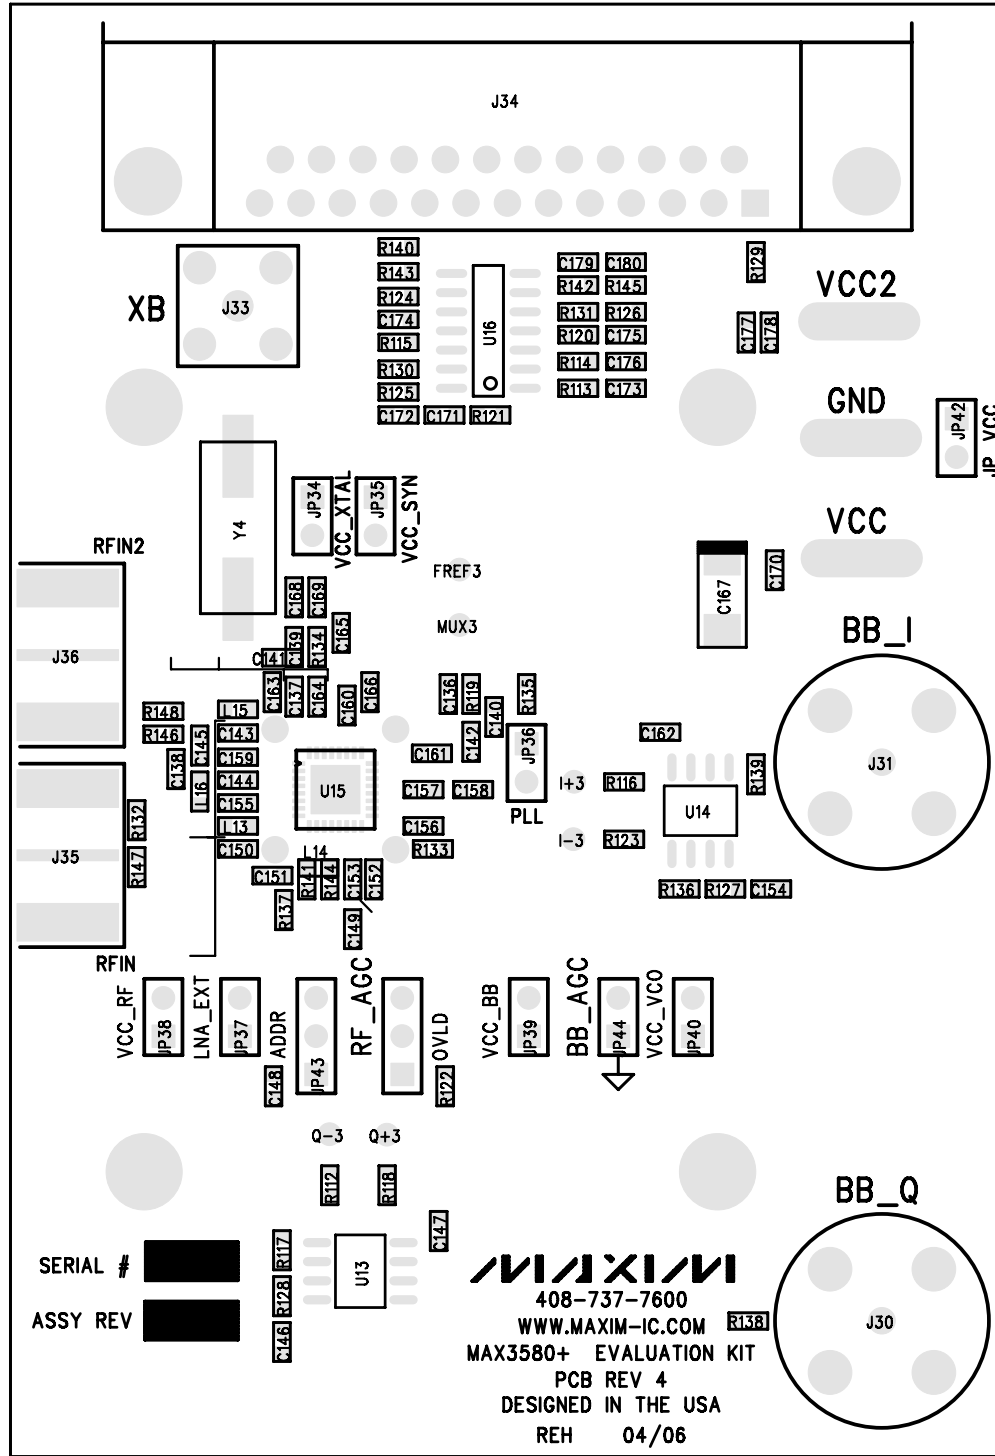 J34
R140
R143
R124
C174
R115
R130
R125
C172 C171 R121
U16
C179 C180
R142 R145
R131 R126
R120 C175
R114 C176
R113 C173
R129
C177 C178
XB
J33
VCC2
GND
VCC
JP42
JP_VCC
Y4
JP34
VCC_XTAL
JP35
VCC_SYN
FREF3
MUX3
C167
C170
RFIN2
J36
C168 C169
C165
C139 R134
C141
C163 C137 C164 C160 C166
C136 R119 C140 R135
BB_I
J31
R148
R146
C138
C145
L16
L15
C143
C159
C144
C155
L13
C150
U15
C161
C142
C157 C158
C156
R133
JP36
PLL
I+3
I-3
R116
R123
C162
U14
R139
R136 R127 C154
J35
R132
R147
L14
C151
R137
R141 R144 C153 C152
C149
RFIN
VCC_RF
JP38
LNA_EXT
JP37
ADDR
JP43
RF_AGC
OVLD
VCC_BB
JP39
BB_AGC
JP44
VCC_VCO
JP40
C148
R122
Q-3 Q+3
R112 R118
C147
R117
R128
C146
U13
SERIAL #
ASSY REV
BB_Q
J30
R138
MAXIM
408-737-7600
WWW.MAXIM-IC.COM
MAX3580+ EVALUATION KIT
PCB REV 4
DESIGNED IN THE USA
REH 04/06